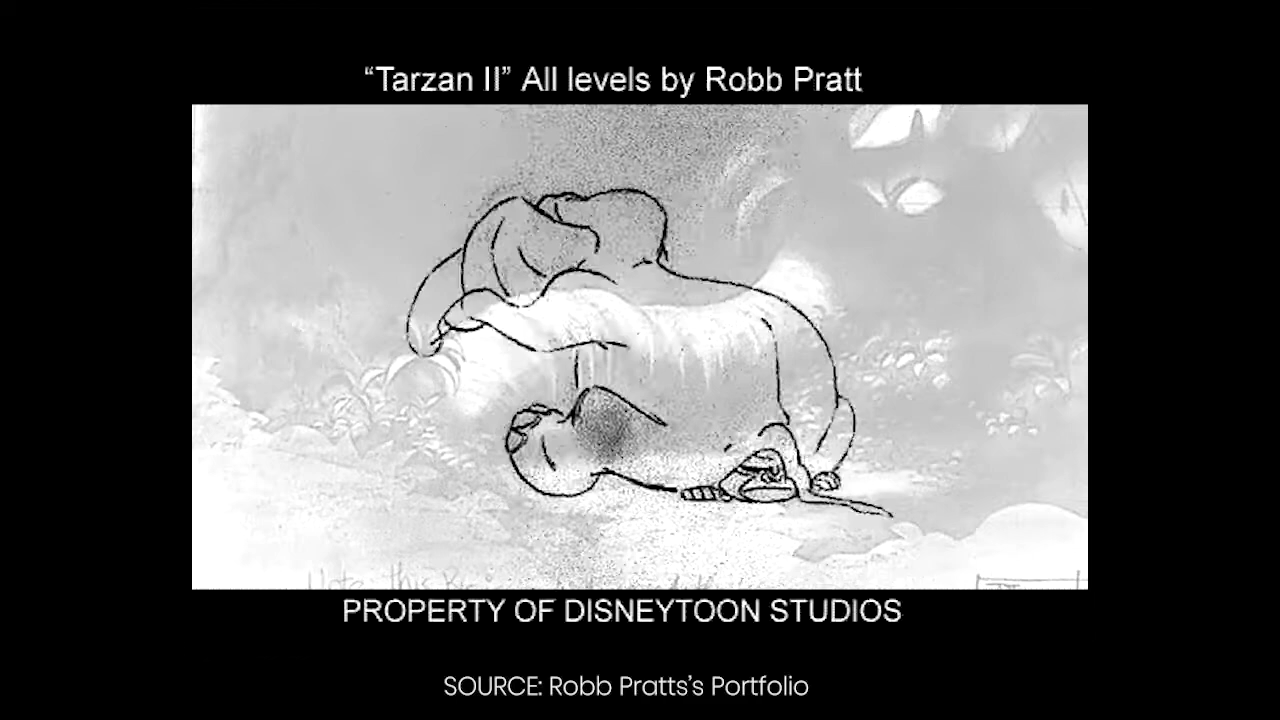 “Tarzan II” All levels by Robb Pratt
PROPERTY OF DISNEYTOON STUDIOS
SOURCE: Robb Pratts’s Portfolio